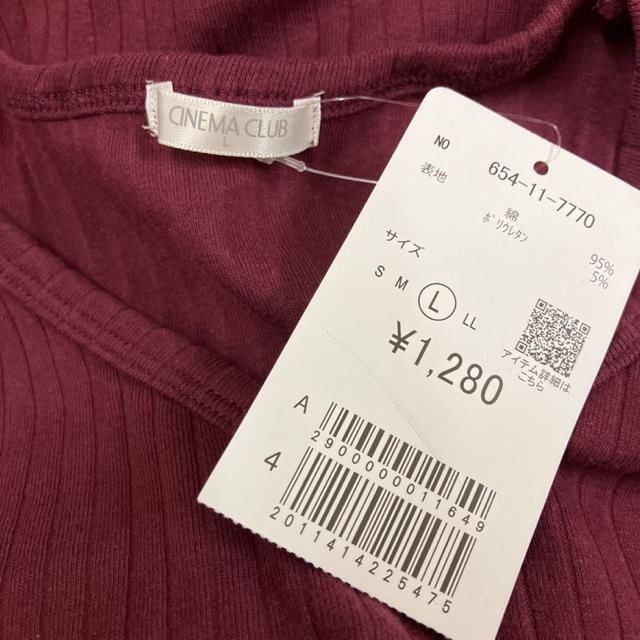 CINEMA CLUB
L
NO 654-11-7770
表地
綿 95%
ポリウレタン 5%
サイズ
S M L LL
¥1,280
アイテム詳細は
こちら
A
2900000011649
4
2011414225475